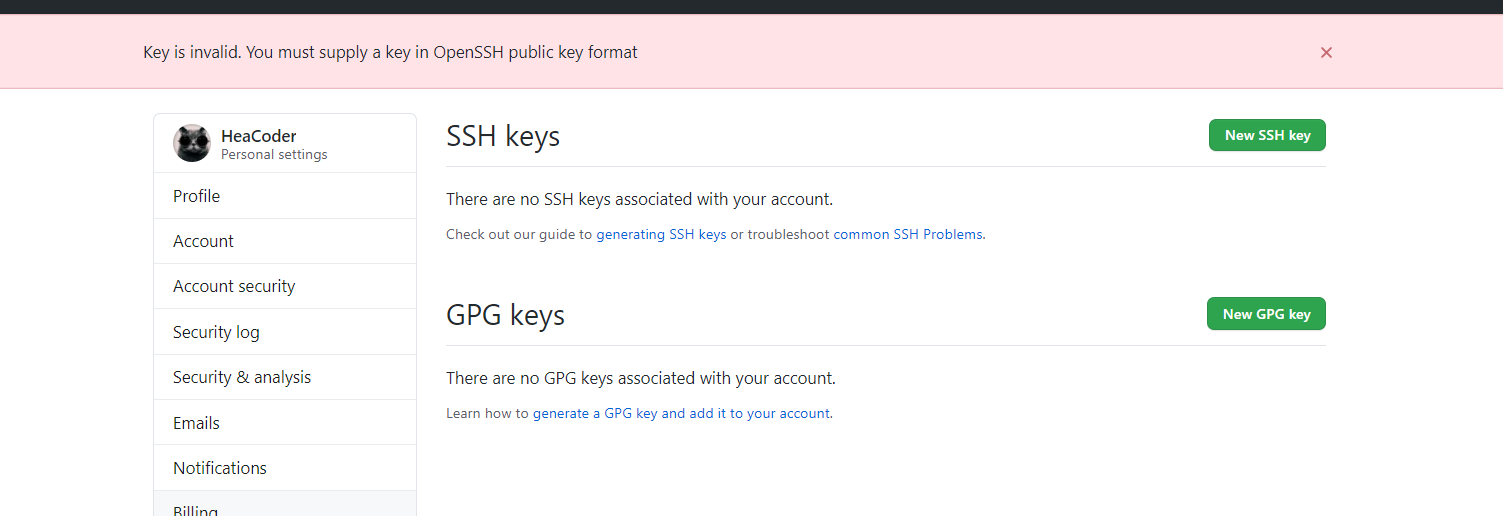 Key is invalid. You must supply a key in OpenSSH public key format
HeaCoder
Personal settings
Profile
Account
Account security
Security log
Security & analysis
Emails
Notifications
Billing
SSH keys
New SSH key
There are no SSH keys associated with your account.
Check out our guide to generating SSH keys or troubleshoot common SSH Problems.
GPG keys
New GPG key
There are no GPG keys associated with your account.
Learn how to generate a GPG key and add it to your account.